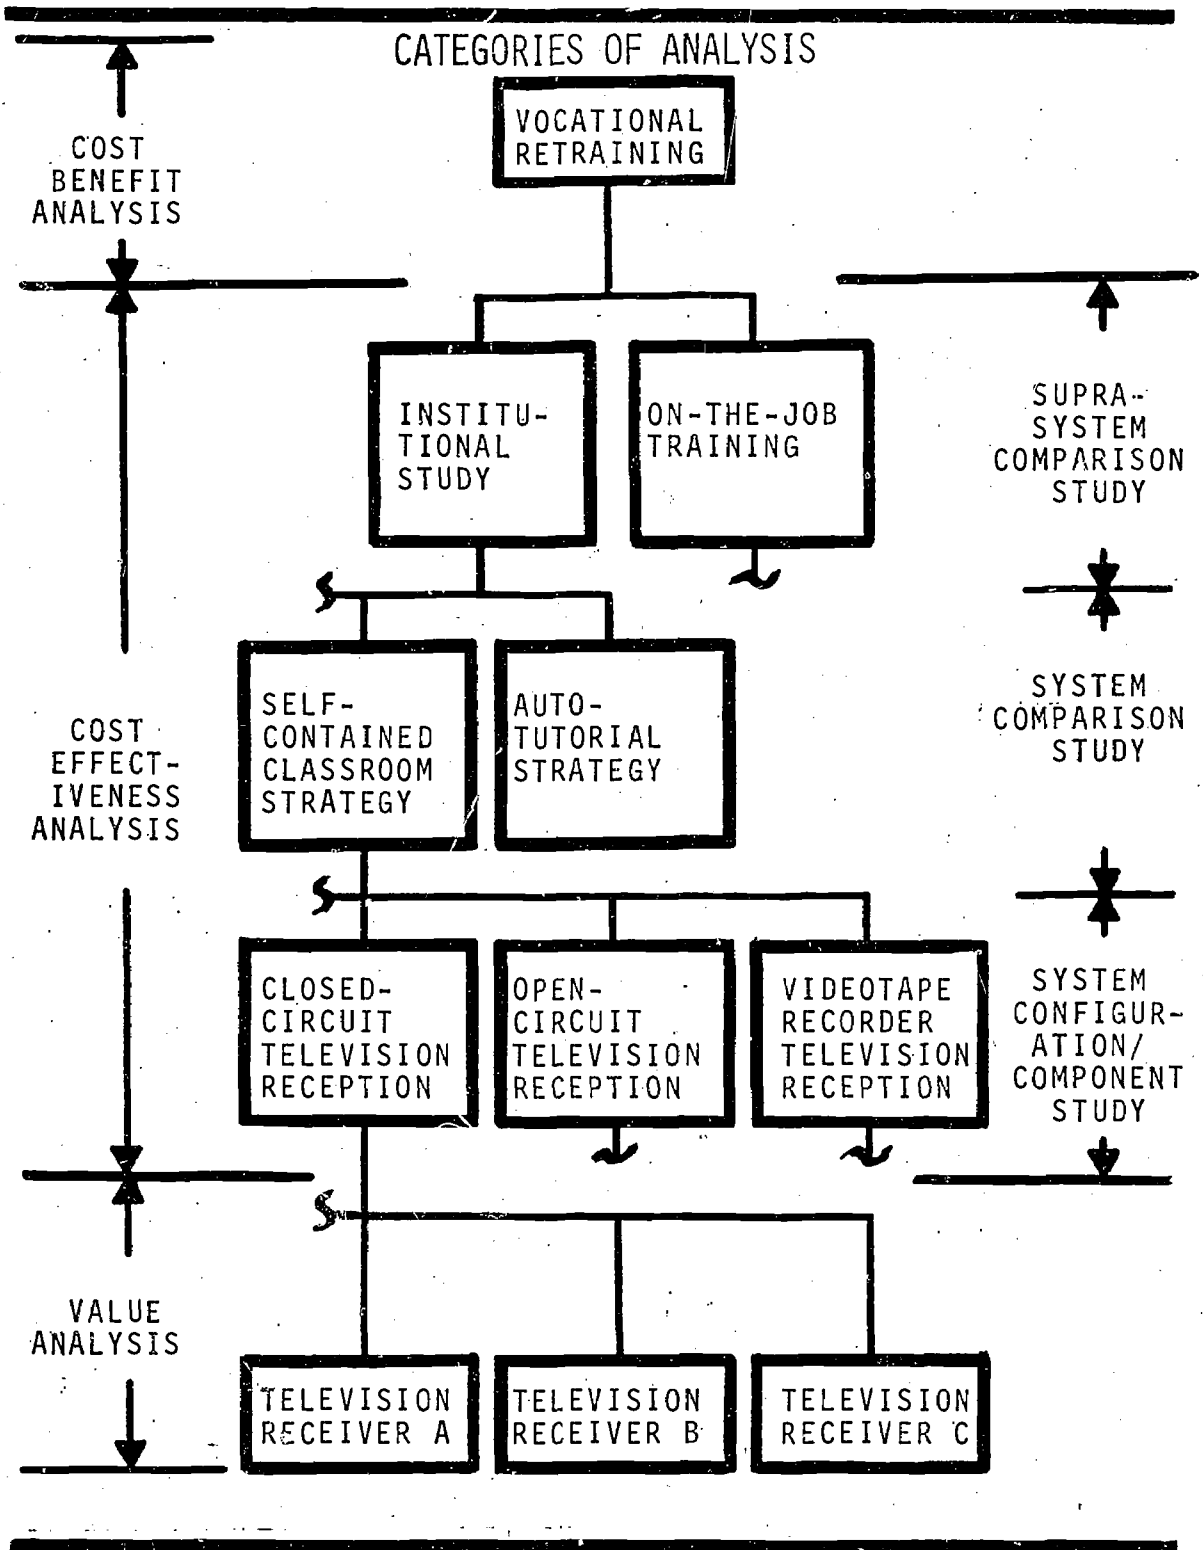 CATEGORIES OF ANALYSIS
VOCATIONAL
RETRAINING
COST
BENEFIT
ANALYSIS
INSTITU-
TIONAL
STUDY
ON-THE-JOB
TRAINING
SUPRA-
SYSTEM
COMPARISON
STUDY
SELF-
CONTAINED
CLASSROOM
STRATEGY
AUTO-
TUTORIAL
STRATEGY
SYSTEM
COMPARISON
STUDY
COST
EFFECT-
IVENESS
ANALYSIS
CLOSED-
CIRCUIT
TELEVISION
RECEPTION
OPEN-
CIRCUIT
TELEVISION
RECEPTION
VIDEOTAPE
RECORDER
TELEVISION
RECEPTION
SYSTEM
CONFIGUR-
ATION/
COMPONENT
STUDY
VALUE
ANALYSIS
TELEVISION
RECEIVER A
TELEVISION
RECEIVER B
TELEVISION
RECEIVER C